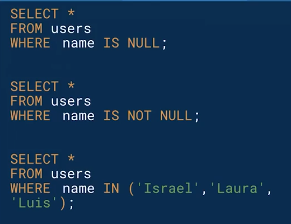 SELECT *
FROM users
WHERE name IS NULL;
SELECT *
FROM users
WHERE name IS NOT NULL;
SELECT *
FROM users
WHERE name IN ('Israel','Laura',
'Luis');